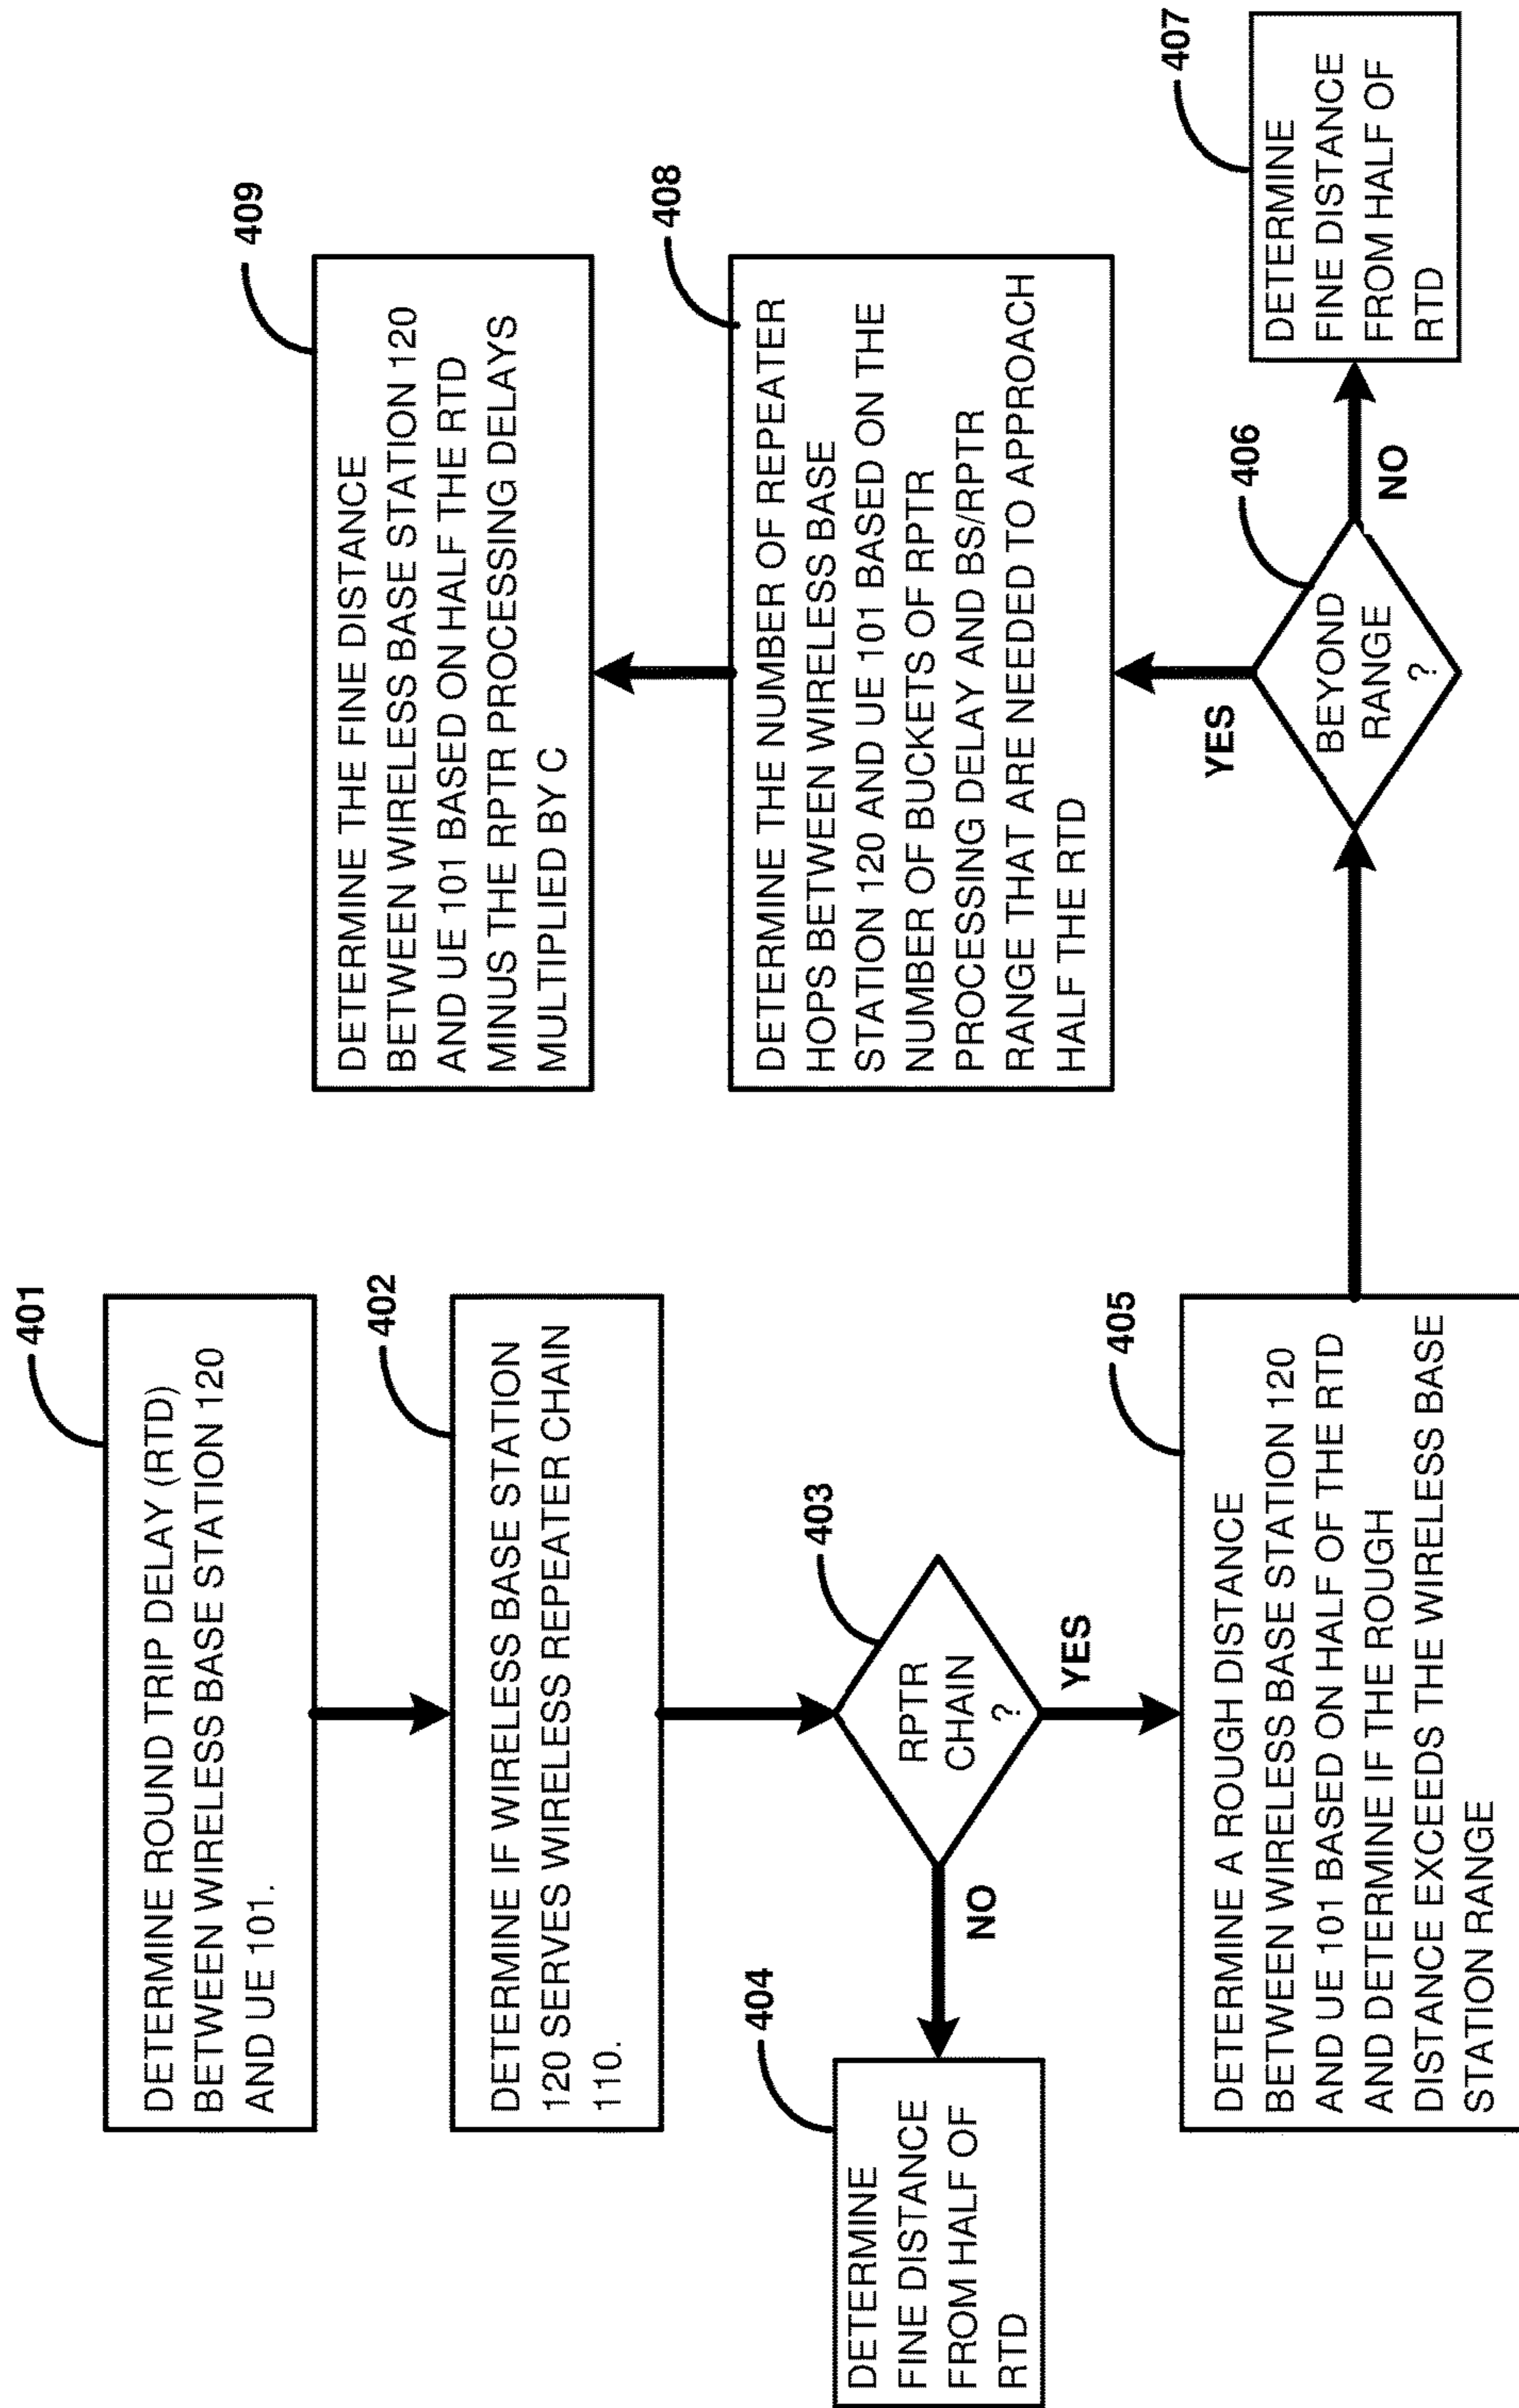 401
DETERMINE ROUND TRIP DELAY (RTD)
BETWEEN WIRELESS BASE STATION 120
AND UE 101.
402
DETERMINE IF WIRELESS BASE STATION
120 SERVES WIRELESS REPEATER CHAIN
110.
403
RPTR
CHAIN
?
NO
YES
404
DETERMINE
FINE DISTANCE
FROM HALF OF
RTD
405
DETERMINE A ROUGH DISTANCE
BETWEEN WIRELESS BASE STATION 120
AND UE 101 BASED ON HALF OF THE RTD
AND DETERMINE IF THE ROUGH
DISTANCE EXCEEDS THE WIRELESS BASE
STATION RANGE
406
BEYOND
RANGE
?
YES
NO
407
DETERMINE
FINE DISTANCE
FROM HALF OF
RTD
408
DETERMINE THE NUMBER OF REPEATER
HOPS BETWEEN WIRELESS BASE
STATION 120 AND UE 101 BASED ON THE
NUMBER OF BUCKETS OF RPTR
PROCESSING DELAY AND BS/RPTR
RANGE THAT ARE NEEDED TO APPROACH
HALF THE RTD
409
DETERMINE THE FINE DISTANCE
BETWEEN WIRELESS BASE STATION 120
AND UE 101 BASED ON HALF THE RTD
MINUS THE RPTR PROCESSING DELAYS
MULTIPLIED BY C